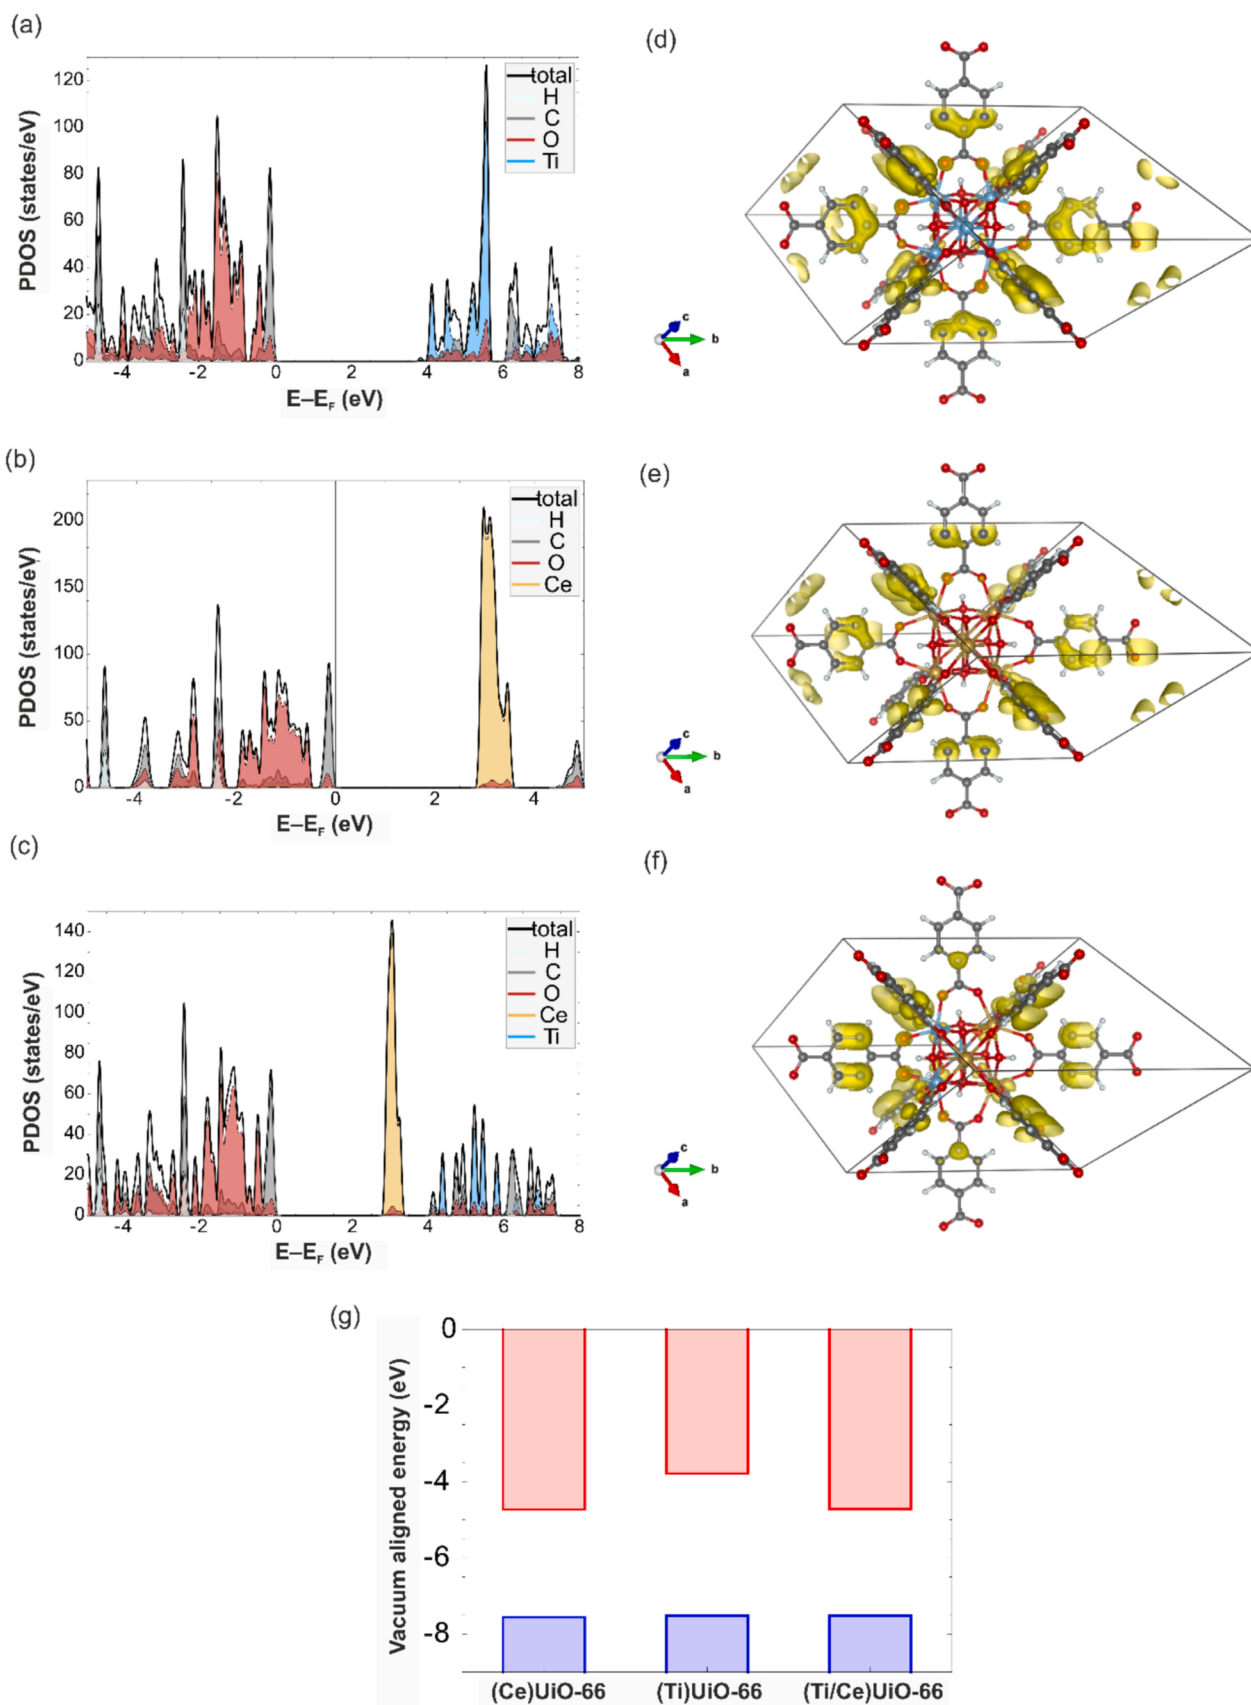 (a)
PDOS (states/eV)
120
100
80
60
40
20
0
-4
-2
0
2
4
6
8
E–E_F (eV)
total
H
C
O
Ti
(d)
c
b
a
(b)
PDOS (states/eV)
200
150
100
50
0
-4
-2
0
2
4
E–E_F (eV)
total
H
C
O
Ce
(e)
c
b
a
(c)
PDOS (states/eV)
140
120
100
80
60
40
20
0
-4
-2
0
2
4
6
8
E–E_F (eV)
total
H
C
O
Ce
Ti
(f)
c
b
a
(g)
Vacuum aligned energy (eV)
0
-2
-4
-6
-8
(Ce)UiO-66
(Ti)UiO-66
(Ti/Ce)UiO-66